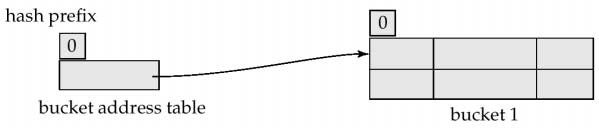 hash prefix
0
bucket address table
0
bucket 1